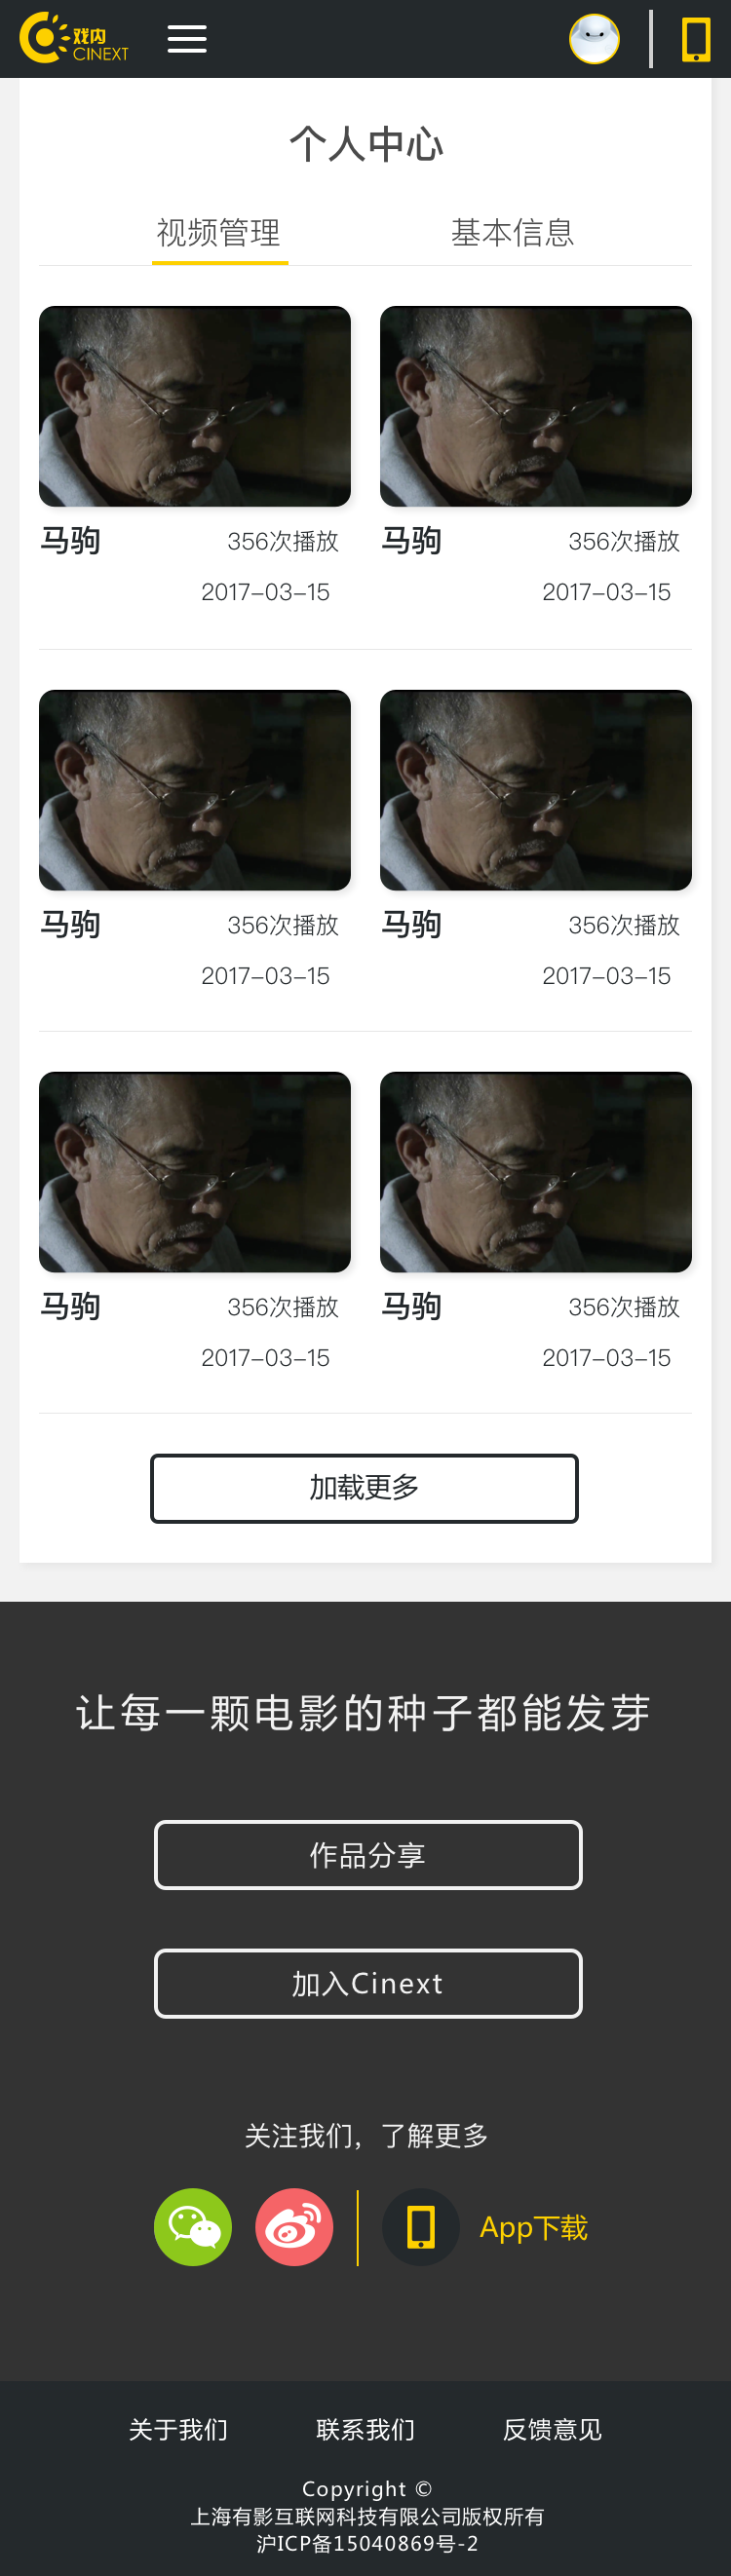 戏内
CINEXT
个人中心
视频管理 基本信息
马驹 356次播放 马驹 356次播放
2017-03-15 2017-03-15
马驹 356次播放 马驹 356次播放
2017-03-15 2017-03-15
马驹 356次播放 马驹 356次播放
2017-03-15 2017-03-15
加载更多
让每一颗电影的种子都能发芽
作品分享
加入Cinext
关注我们，了解更多
App下载
关于我们 联系我们 反馈意见
Copyright ©
上海有影互联网科技有限公司版权所有
沪ICP备15040869号-2